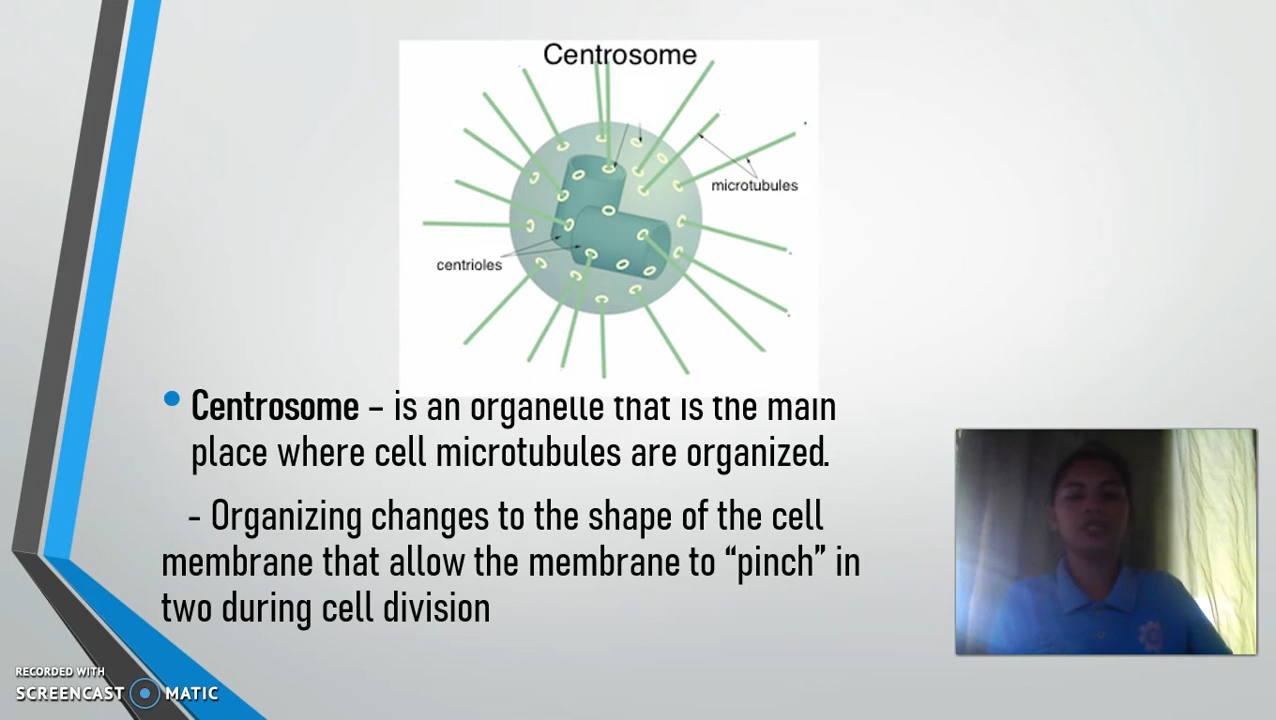 Centrosome
microtubules
centrioles
• Centrosome – is an organelle that is the main
place where cell microtubules are organized.
- Organizing changes to the shape of the cell
membrane that allow the membrane to “pinch” in
two during cell division
RECORDED WITH
SCREENCAST MATIC